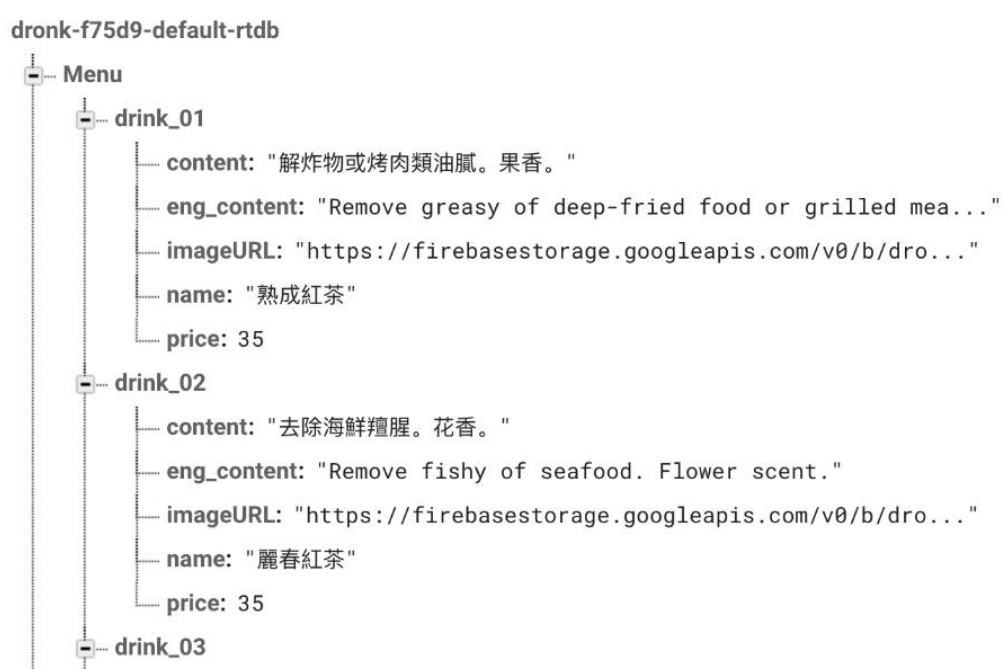 dronk-f75d9-default-rtdb
Menu
drink_01
content: "解炸物或烤肉類油膩。果香。"
eng_content: "Remove greasy of deep-fried food or grilled mea..."
imageURL: "https://firebasestorage.googleapis.com/v0/b/dro..."
name: "熟成紅茶"
price: 35
drink_02
content: "去除海鮮羶腥。花香。"
eng_content: "Remove fishy of seafood. Flower scent."
imageURL: "https://firebasestorage.googleapis.com/v0/b/dro..."
name: "麗春紅茶"
price: 35
drink_03